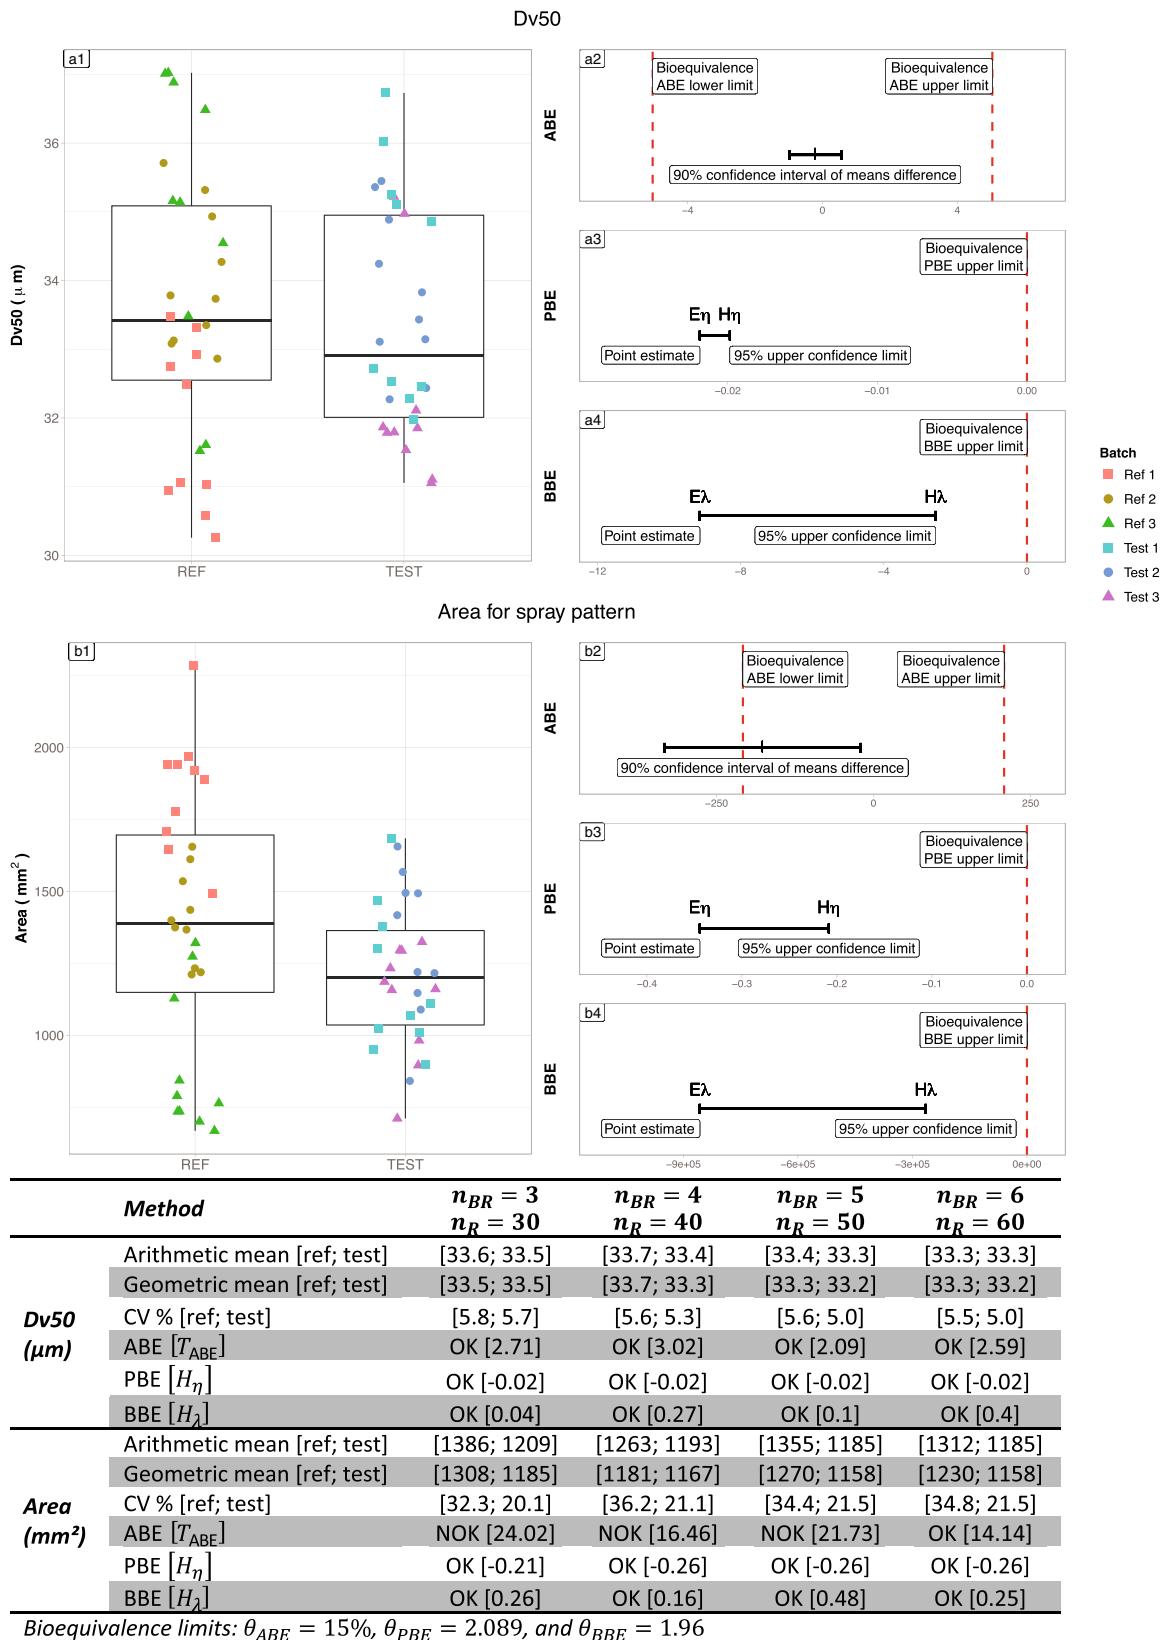 Dv50
a1
36
34
32
30
Dv50 ( μ m)
REF
TEST
a2
ABE
Bioequivalence
ABE lower limit
Bioequivalence
ABE upper limit
90% confidence interval of means difference
−4
0
4
a3
PBE
Bioequivalence
PBE upper limit
Eη Hη
Point estimate
95% upper confidence limit
−0.02
−0.01
0.00
a4
BBE
Bioequivalence
BBE upper limit
Eλ
Hλ
Point estimate
95% upper confidence limit
−12
−8
−4
0
Batch
Ref 1
Ref 2
Ref 3
Test 1
Test 2
Test 3
Area for spray pattern
b1
2000
1500
1000
Area ( mm² )
REF
TEST
b2
ABE
Bioequivalence
ABE lower limit
Bioequivalence
ABE upper limit
90% confidence interval of means difference
−250
0
250
b3
PBE
Bioequivalence
PBE upper limit
Eη
Hη
Point estimate
95% upper confidence limit
−0.4
−0.3
−0.2
−0.1
0.0
b4
BBE
Bioequivalence
BBE upper limit
Eλ
Hλ
Point estimate
95% upper confidence limit
−9e+05
−6e+05
−3e+05
0e+00
Method n_BR = 3 n_BR = 4 n_BR = 5 n_BR = 6
n_R = 30 n_R = 40 n_R = 50 n_R = 60
Dv50 (μm)
Arithmetic mean [ref; test] [33.6; 33.5] [33.7; 33.4] [33.4; 33.3] [33.3; 33.3]
Geometric mean [ref; test] [33.5; 33.5] [33.7; 33.3] [33.3; 33.2] [33.3; 33.2]
CV % [ref; test] [5.8; 5.7] [5.6; 5.3] [5.6; 5.0] [5.5; 5.0]
ABE [T_ABE] OK [2.71] OK [3.02] OK [2.09] OK [2.59]
PBE [H_η] OK [-0.02] OK [-0.02] OK [-0.02] OK [-0.02]
BBE [H_λ] OK [0.04] OK [0.27] OK [0.1] OK [0.4]
Area (mm²)
Arithmetic mean [ref; test] [1386; 1209] [1263; 1193] [1355; 1185] [1312; 1185]
Geometric mean [ref; test] [1308; 1185] [1181; 1167] [1270; 1158] [1230; 1158]
CV % [ref; test] [32.3; 20.1] [36.2; 21.1] [34.4; 21.5] [34.8; 21.5]
ABE [T_ABE] NOK [24.02] NOK [16.46] NOK [21.73] OK [14.14]
PBE [H_η] OK [-0.21] OK [-0.26] OK [-0.26] OK [-0.26]
BBE [H_λ] OK [0.26] OK [0.16] OK [0.48] OK [0.25]
Bioequivalence limits: θ_ABE = 15%, θ_PBE = 2.089, and θ_BBE = 1.96